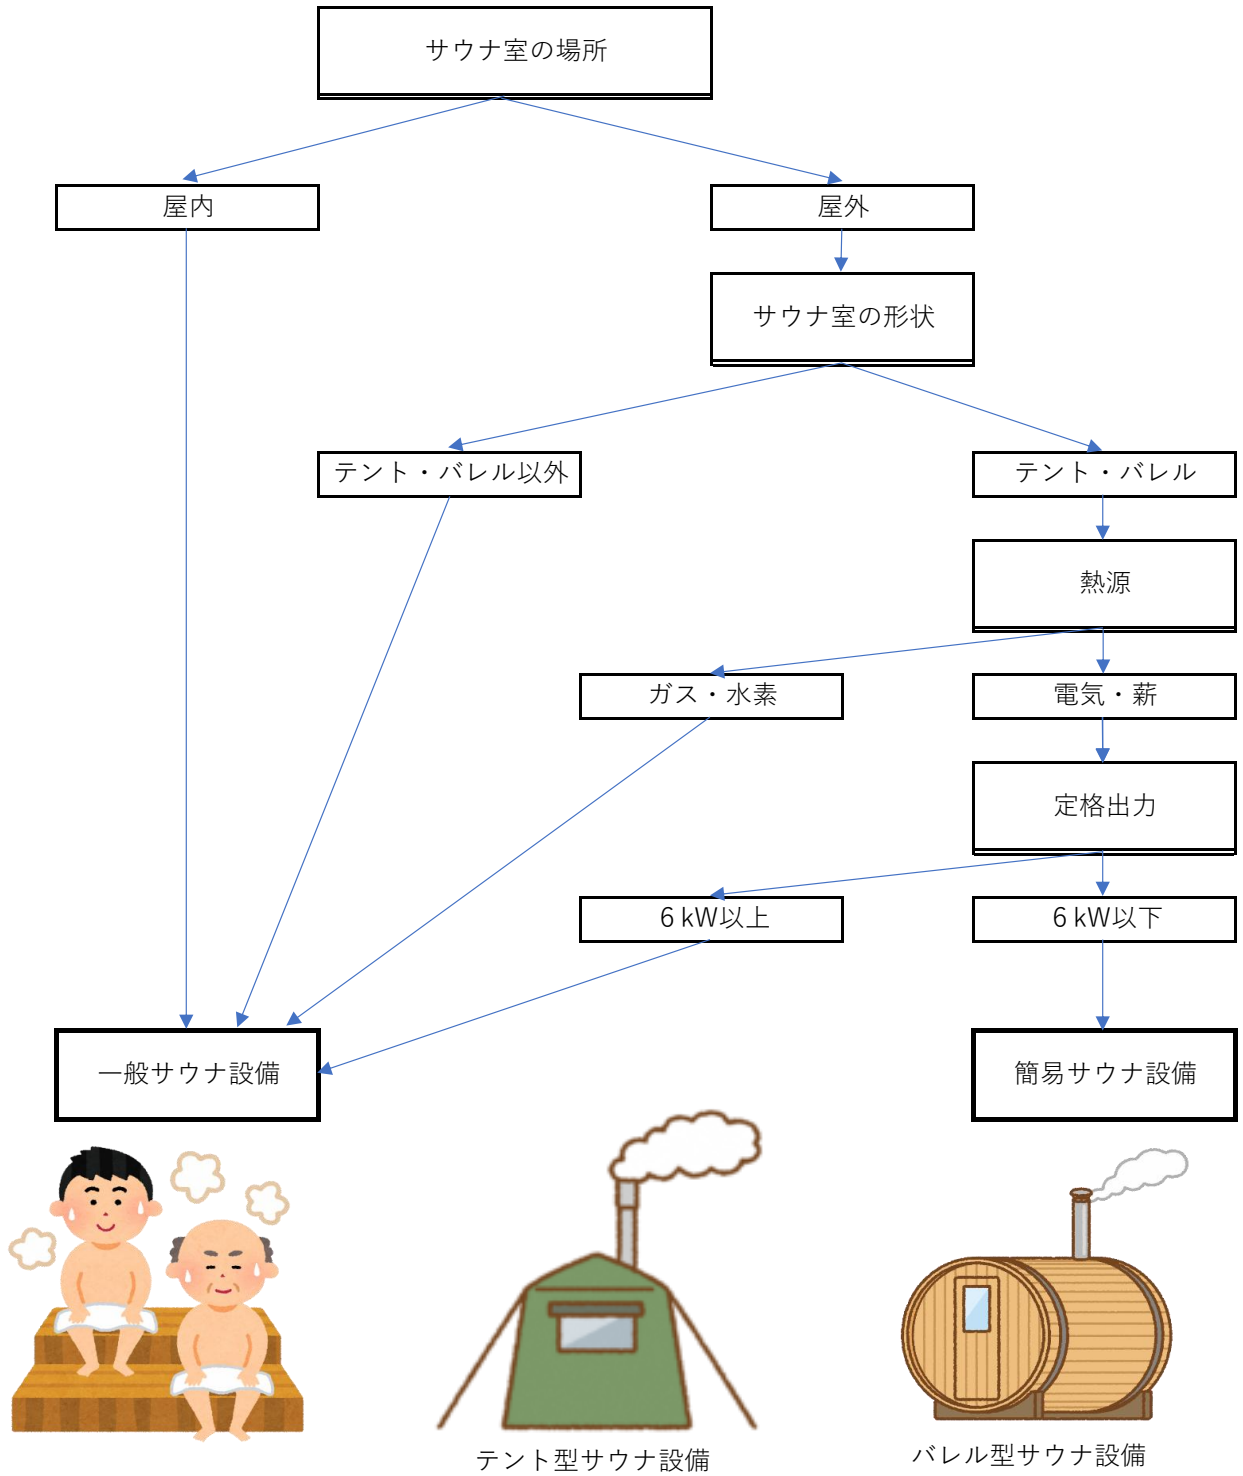 サウナ室の場所
屋内
屋外
サウナ室の形状
テント・バレル以外
テント・バレル
熱源
ガス・水素
電気・薪
定格出力
6 kW以上
6 kW以下
一般サウナ設備
簡易サウナ設備
テント型サウナ設備
バレル型サウナ設備